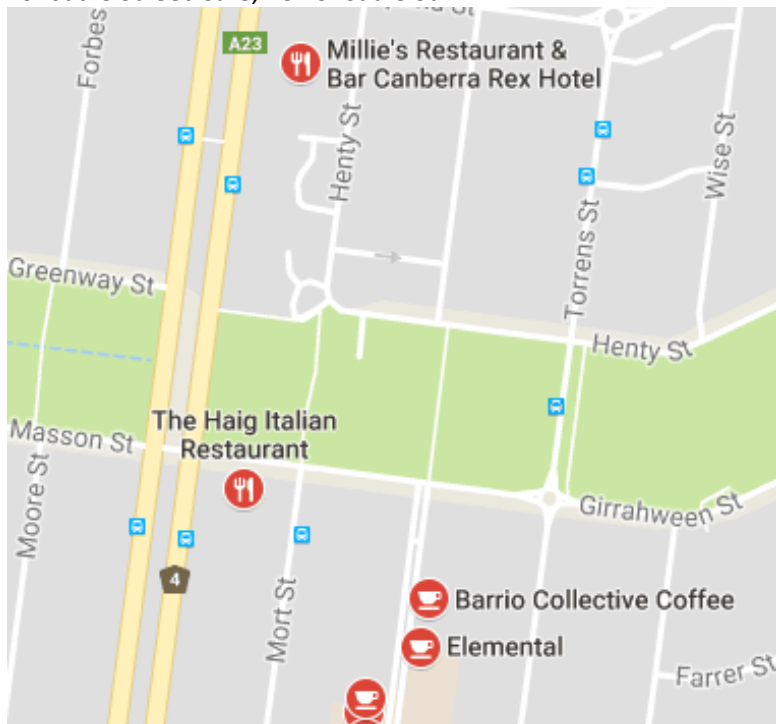 Forbes
A23
Millie's Restaurant &
Bar Canberra Rex Hotel
Henty St
Wise St
Torrens St
Greenway St
Henty St
The Haig Italian
Restaurant
Masson St
Moore St
Girrahween St
4
Mort St
Barrio Collective Coffee
Elemental
Farrer St